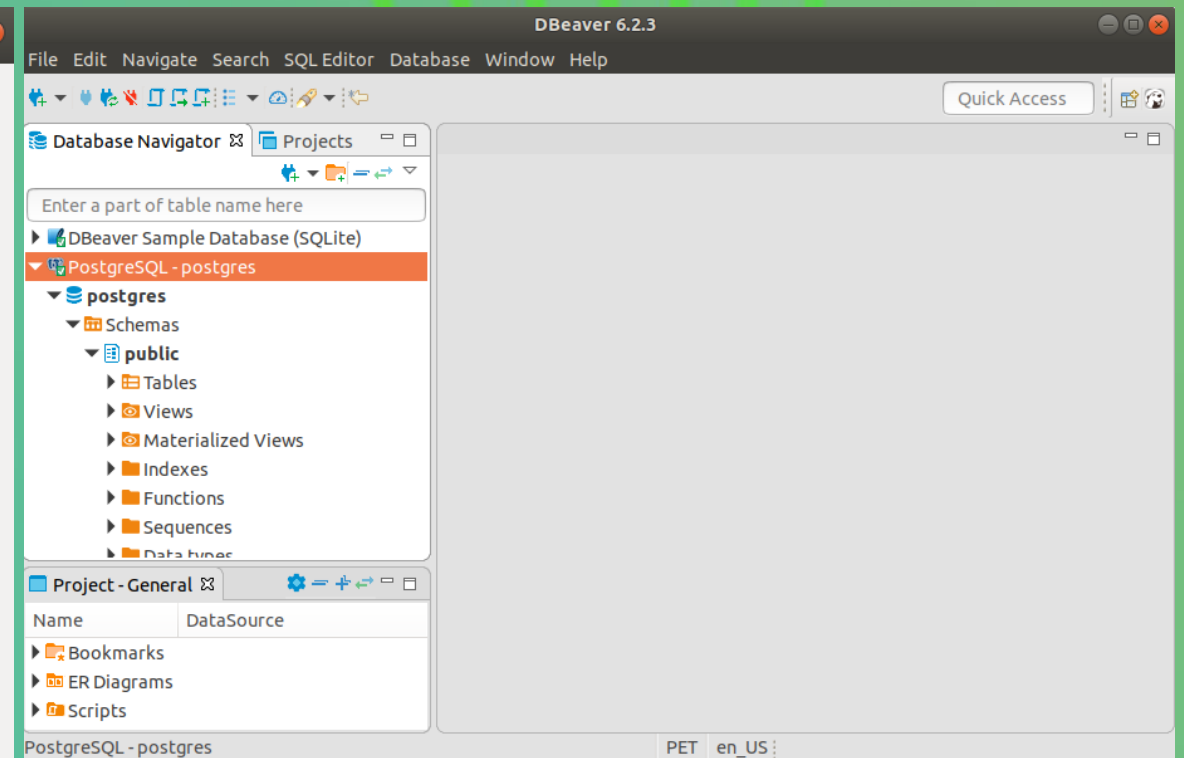 DBeaver 6.2.3
File Edit Navigate Search SQL Editor Database Window Help
Quick Access
Database Navigator Projects
Enter a part of table name here
DBeaver Sample Database (SQLite)
PostgreSQL - postgres
postgres
Schemas
public
Tables
Views
Materialized Views
Indexes
Functions
Sequences
Data types
Project - General
Name DataSource
Bookmarks
ER Diagrams
Scripts
PostgreSQL - postgres PET en_US